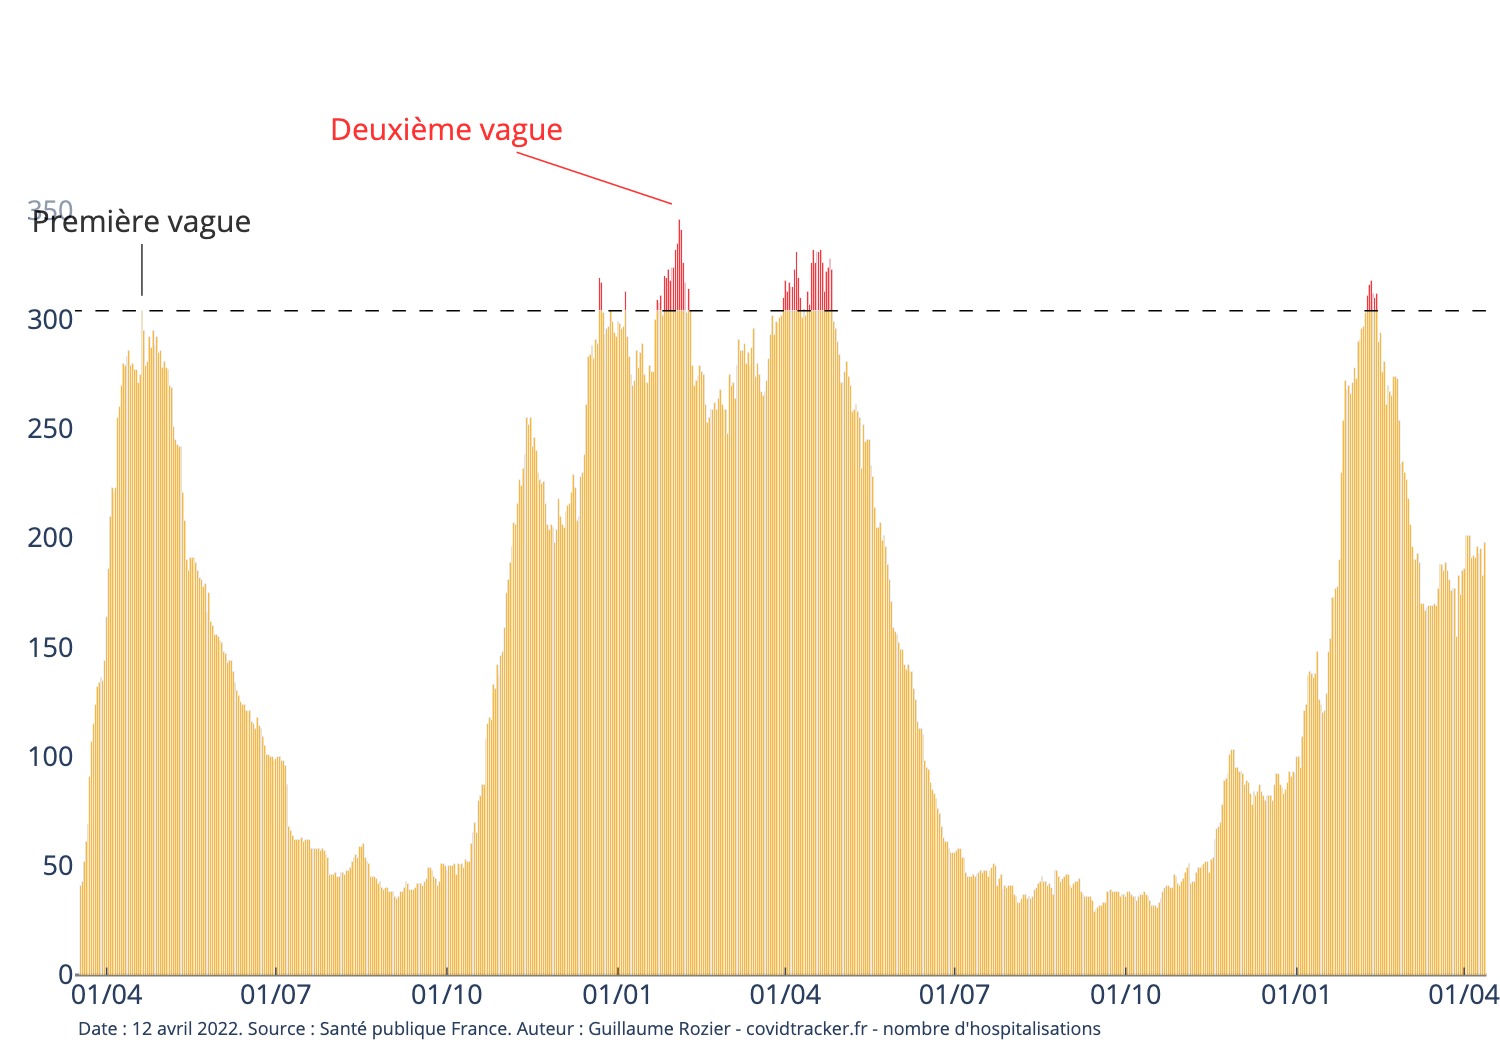 Deuxième vague
350
Première vague
300
250
200
150
100
50
0
01/04 01/07 01/10 01/01 01/04 01/07 01/10 01/01 01/04
Date : 12 avril 2022. Source : Santé publique France. Auteur : Guillaume Rozier - covidtracker.fr - nombre d'hospitalisations